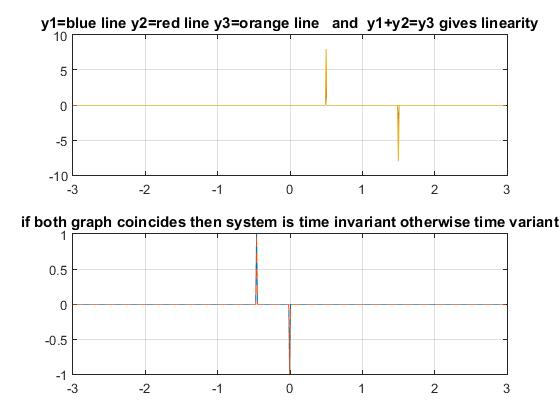 y1=blue line y2=red line y3=orange line   and  y1+y2=y3 gives linearity
10
5
0
-5
-10
-3 -2 -1 0 1 2 3
if both graph coincides then system is time invariant otherwise time variant
1
0.5
0
-0.5
-1
-3 -2 -1 0 1 2 3